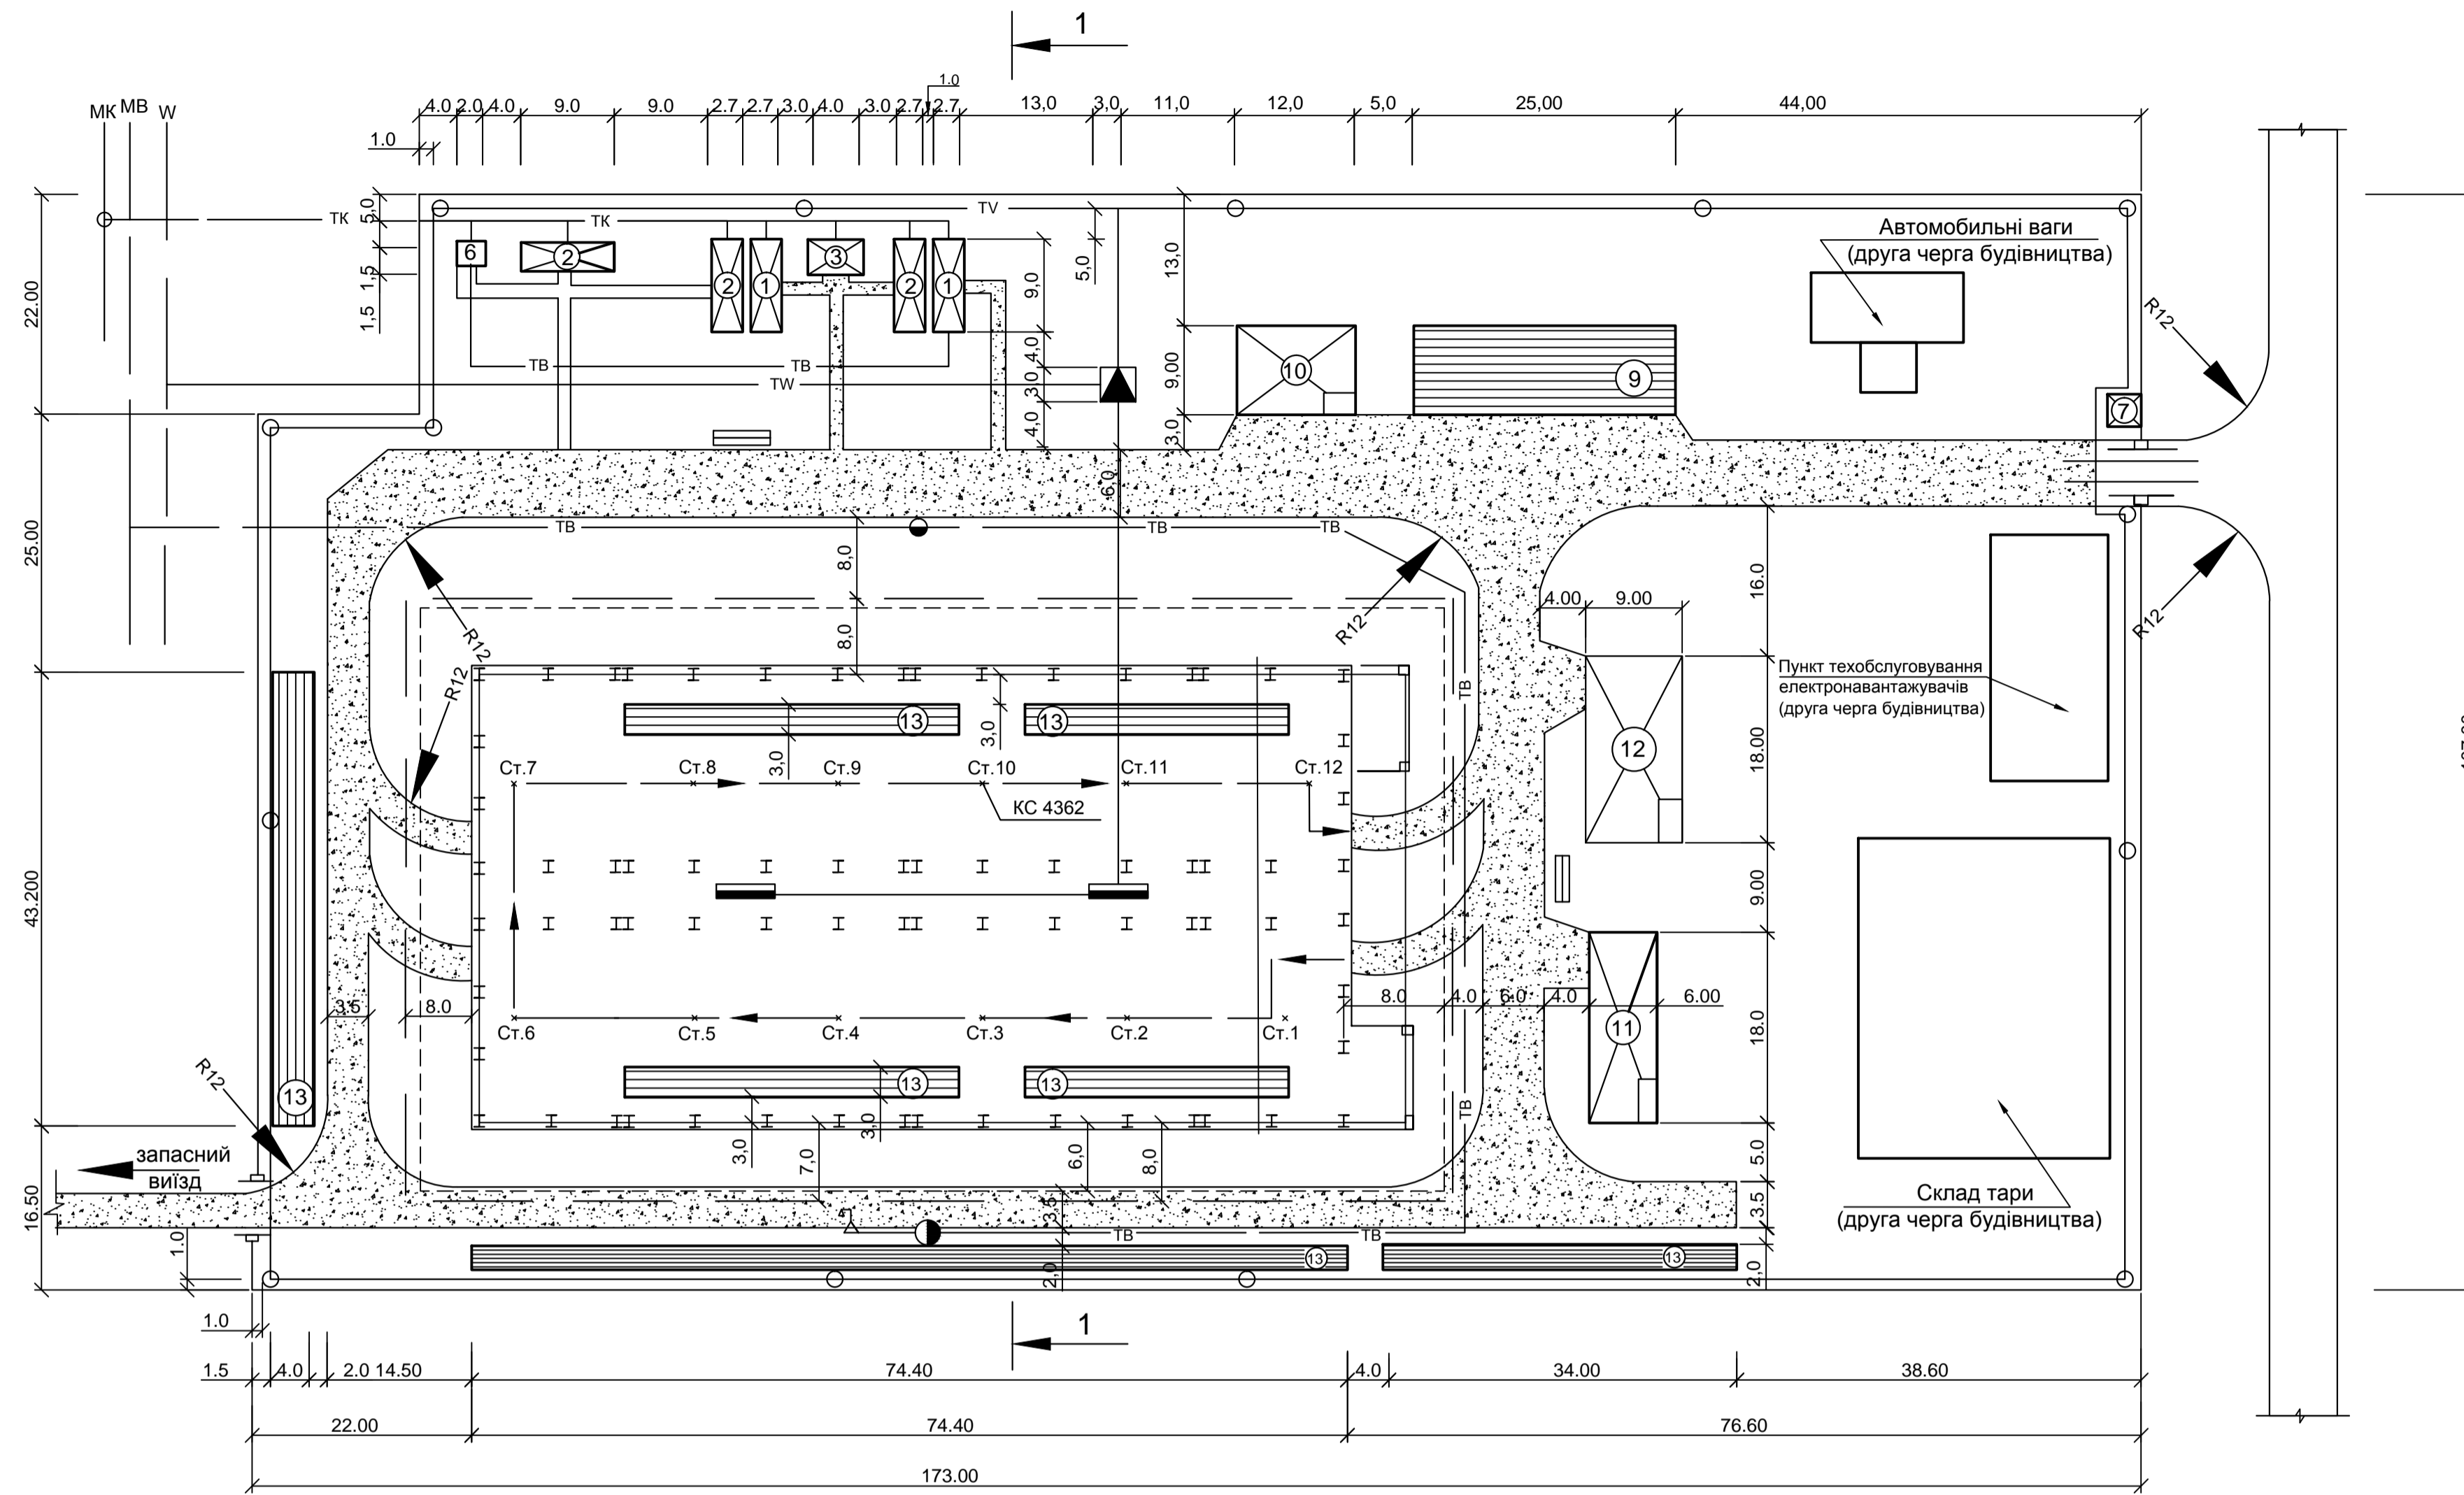 1
1.0
4.0 2.0 4.0 9.0 9.0 2.7 2.7 3.0 4.0 3.0 2.7 2.7 13,0 3,0 11,0 12,0 5,0 25,00 44,00
МК МВ W
1.0
ТК
5,0
1,5
1,5
22.00
ТК
TV
6
2
2
1
3
2
1
9,0
4,0
3,0
4,0
5,0
13,0
9,00
3,0
ТВ
ТВ
TW
10
9
Автомобильні ваги
(друга черга будівництва)
7
R12
25.00
ТВ
ТВ
ТВ
6,0
8,0
8,0
R12
R12
R12
R12
4.00 9.00
16.0
Пункт техобслуговування
електронавантажувачів
(друга черга будівництва)
ТВ
13
13
3,0
3,0
12
18.00
Ст.7 Ст.8 Ст.9 Ст.10 Ст.11 Ст.12
КС 4362
43.200
9.00
3.5
8.0
8.0 4.0 6.0 4.0 6.00
Ст.6 Ст.5 Ст.4 Ст.3 Ст.2 Ст.1
11
18.0
13
13
13
R12
ТВ
3,0
7,0
3,0
6,0
8,0
запасний
виїзд
5.0
3.5
16.50
Склад тари
(друга черга будівництва)
3.5
ТВ
ТВ
13
13
1.0
2,0
2,0
1.0
1
1.5 4.0 2.0 14.50 74.40 4.0 34.00 38.60
22.00 74.40 76.60
173.00